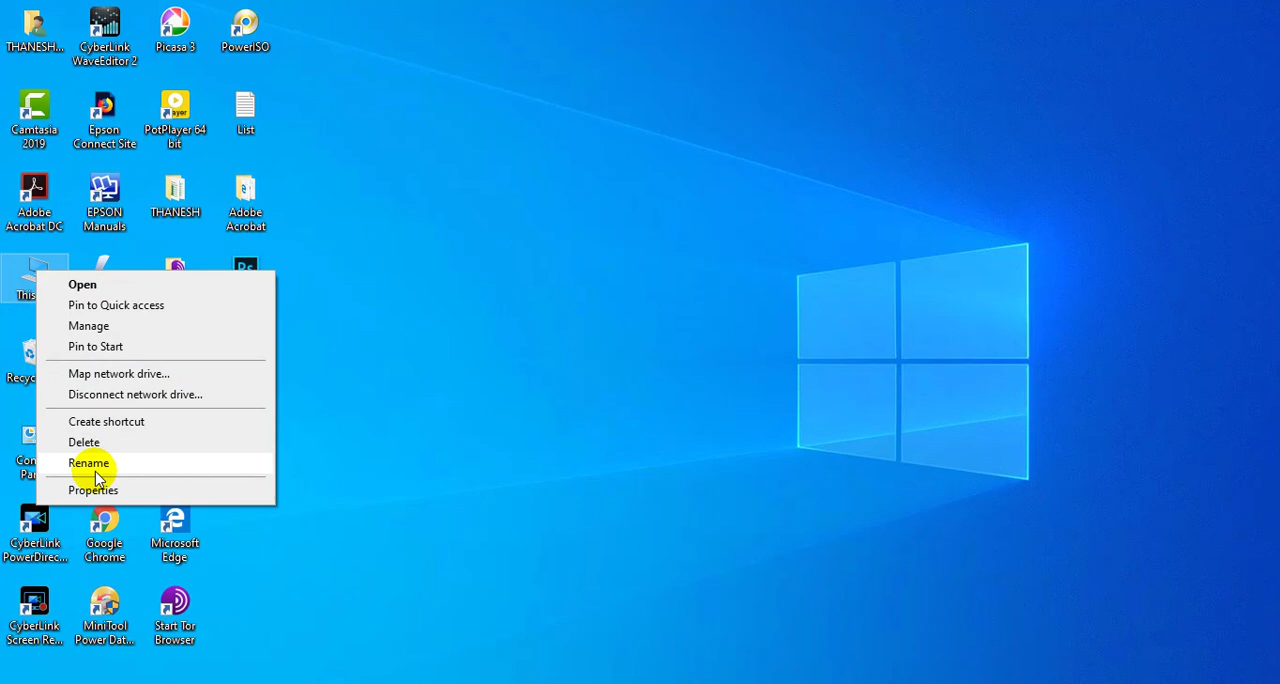 THANESH...
CyberLink
WaveEditor 2
Picasa 3
PowerISO
Camtasia
2019
Epson
Connect Site
PotPlayer 64
bit
List
Adobe
Acrobat DC
EPSON
Manuals
THANESH
Adobe
Acrobat
Ps
This
Open
Pin to Quick access
Manage
Pin to Start
Map network drive...
Disconnect network drive...
Create shortcut
Delete
Rename
Properties
Recyc
Con
Pan
CyberLink
PowerDirec...
Google
Chrome
Microsoft
Edge
CyberLink
Screen Re...
MiniTool
Power Dat...
Start Tor
Browser